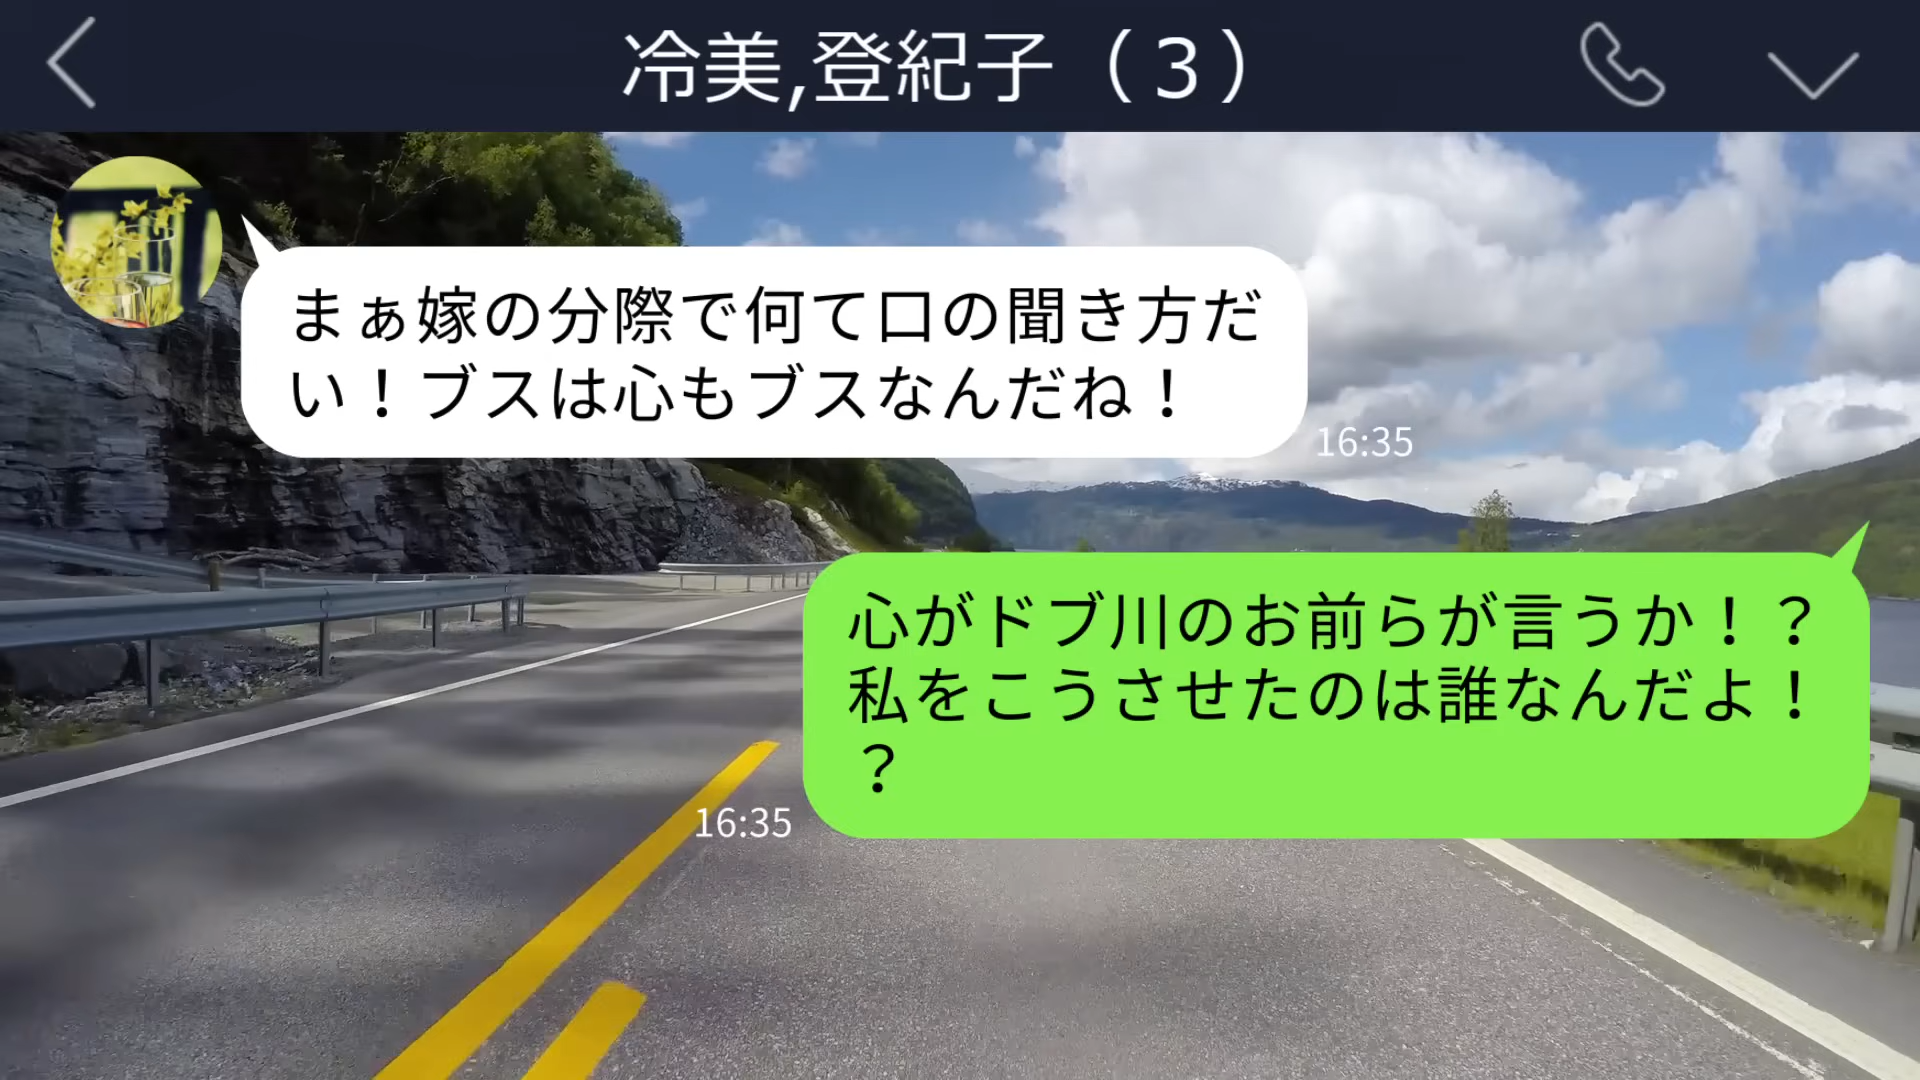 冷美,登紀子（3）
まぁ嫁の分際で何て口の聞き方だ
い！ブスは心もブスなんだね！
16:35
心がドブ川のお前らが言うか！？
私をこうさせたのは誰なんだよ！
？
16:35